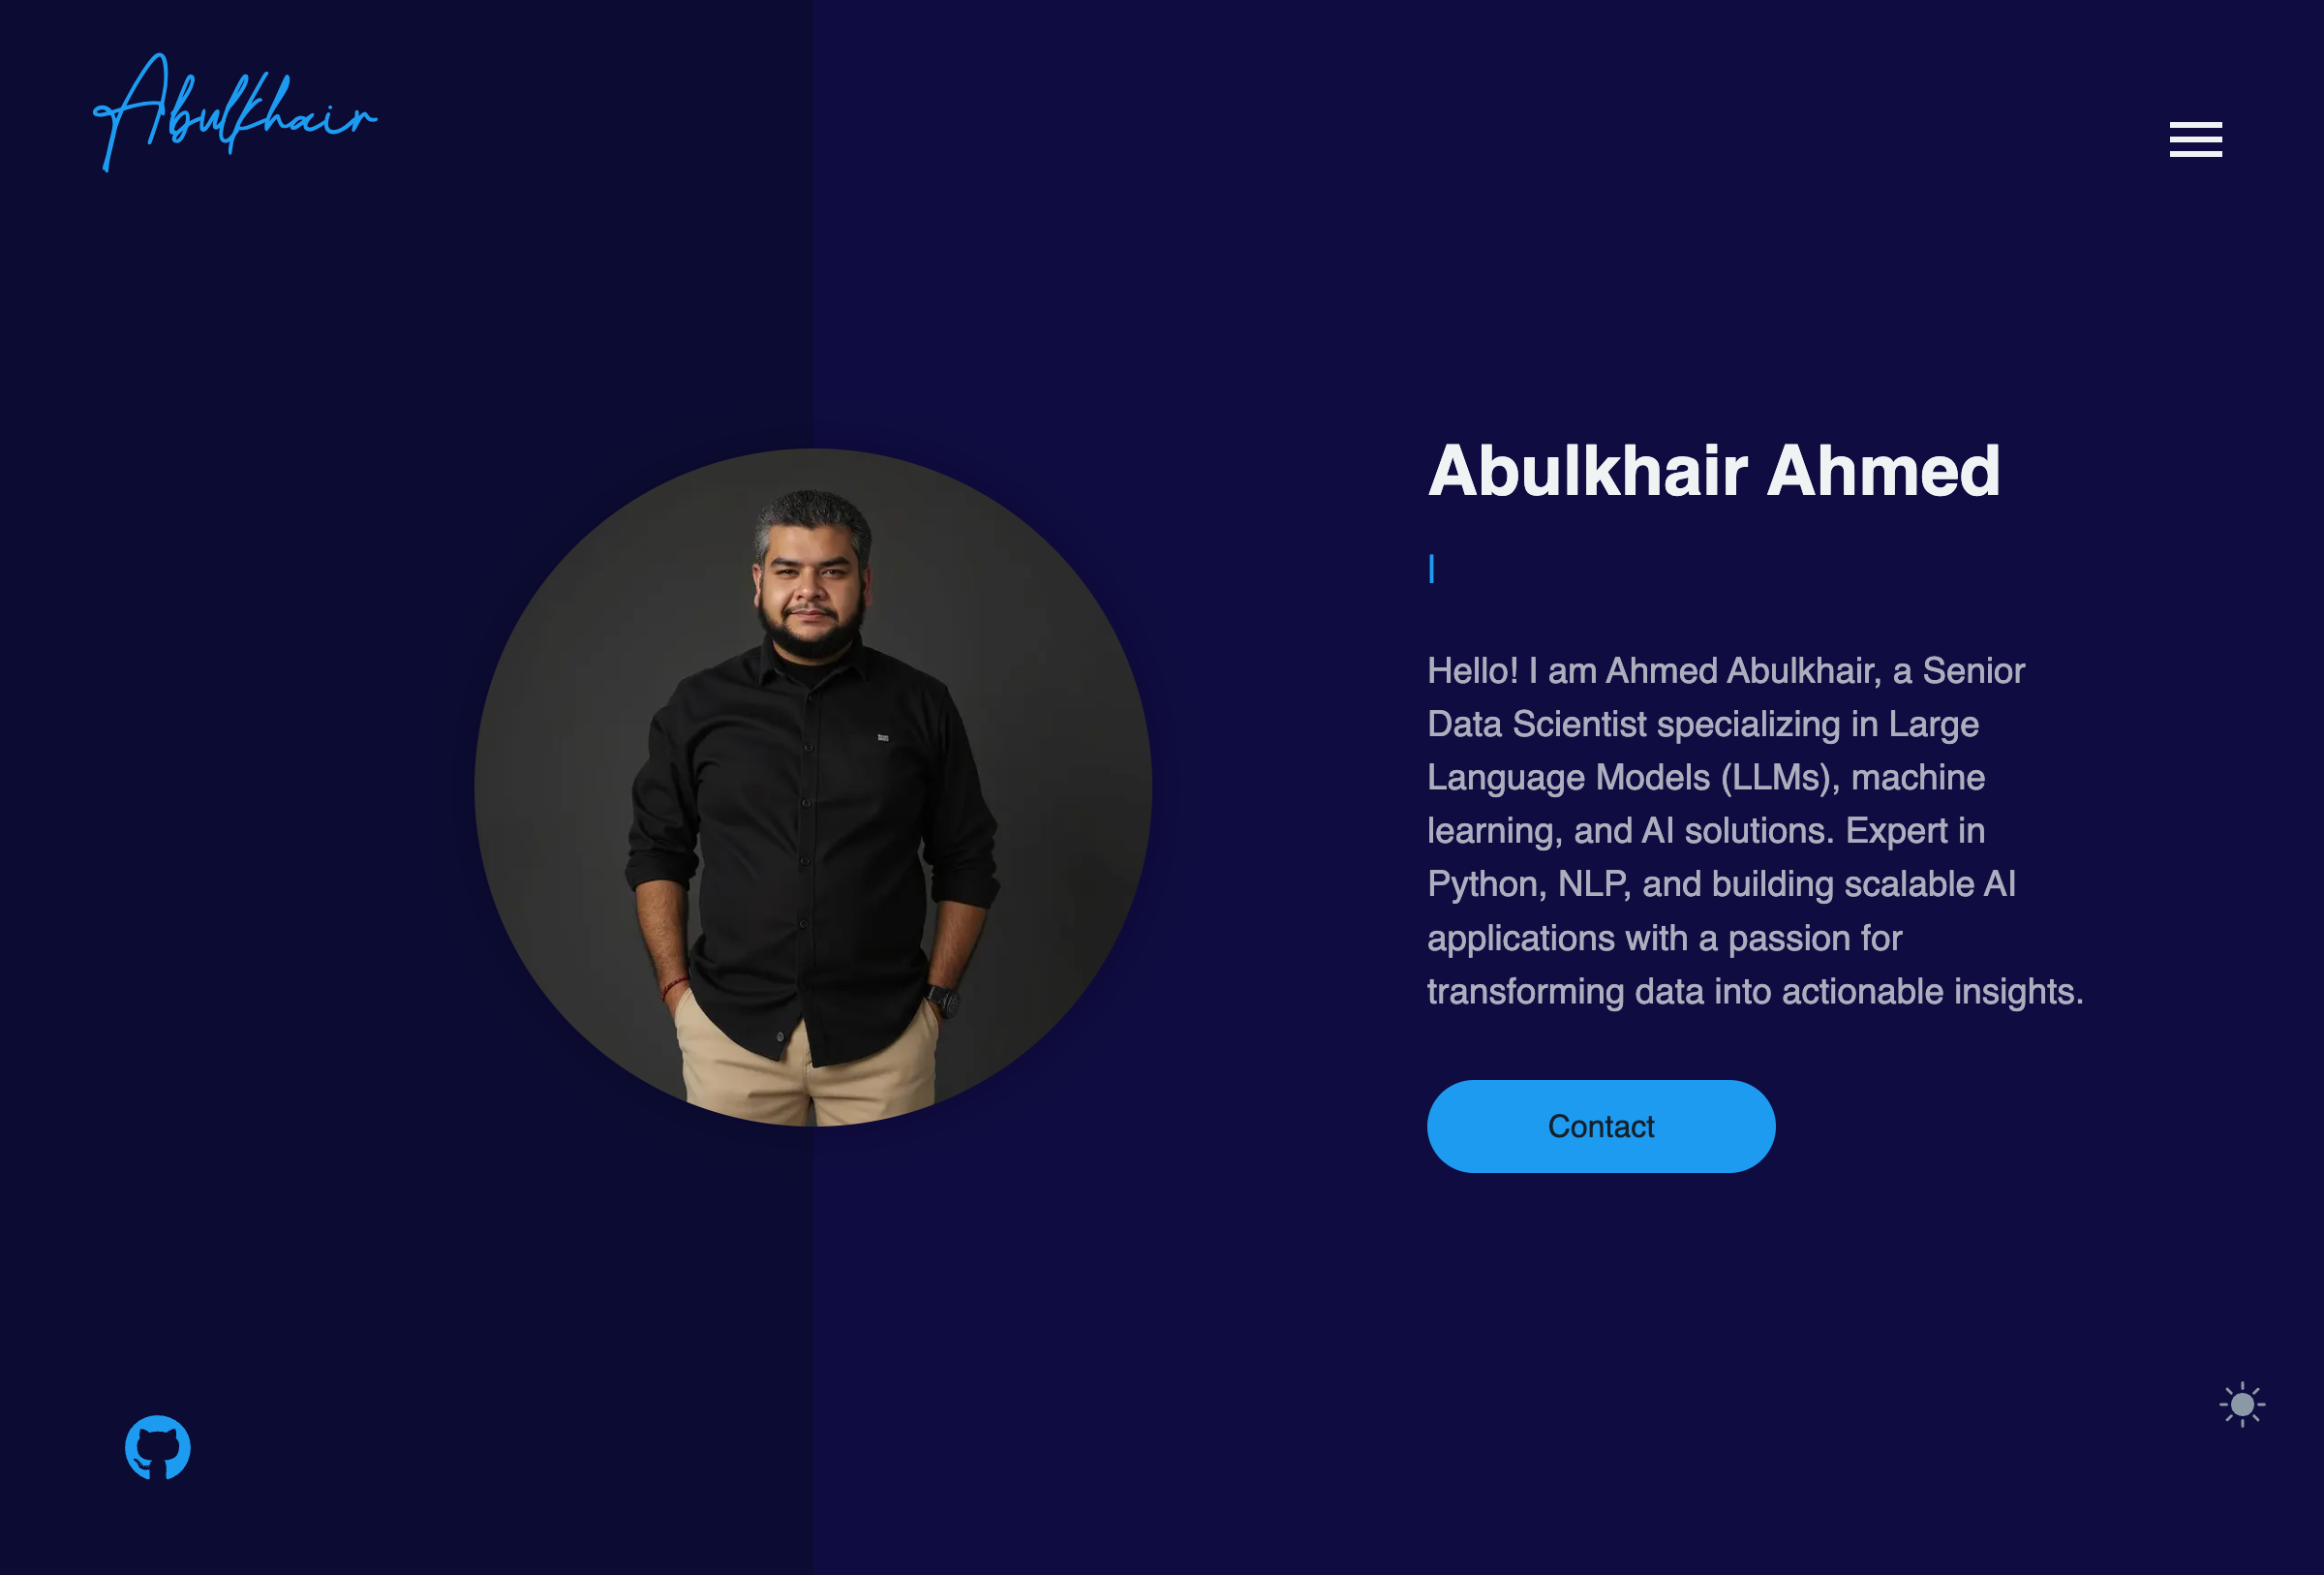 Abulkhair
Abulkhair Ahmed
Hello! I am Ahmed Abulkhair, a Senior
Data Scientist specializing in Large
Language Models (LLMs), machine
learning, and AI solutions. Expert in
Python, NLP, and building scalable AI
applications with a passion for
transforming data into actionable insights.
Contact